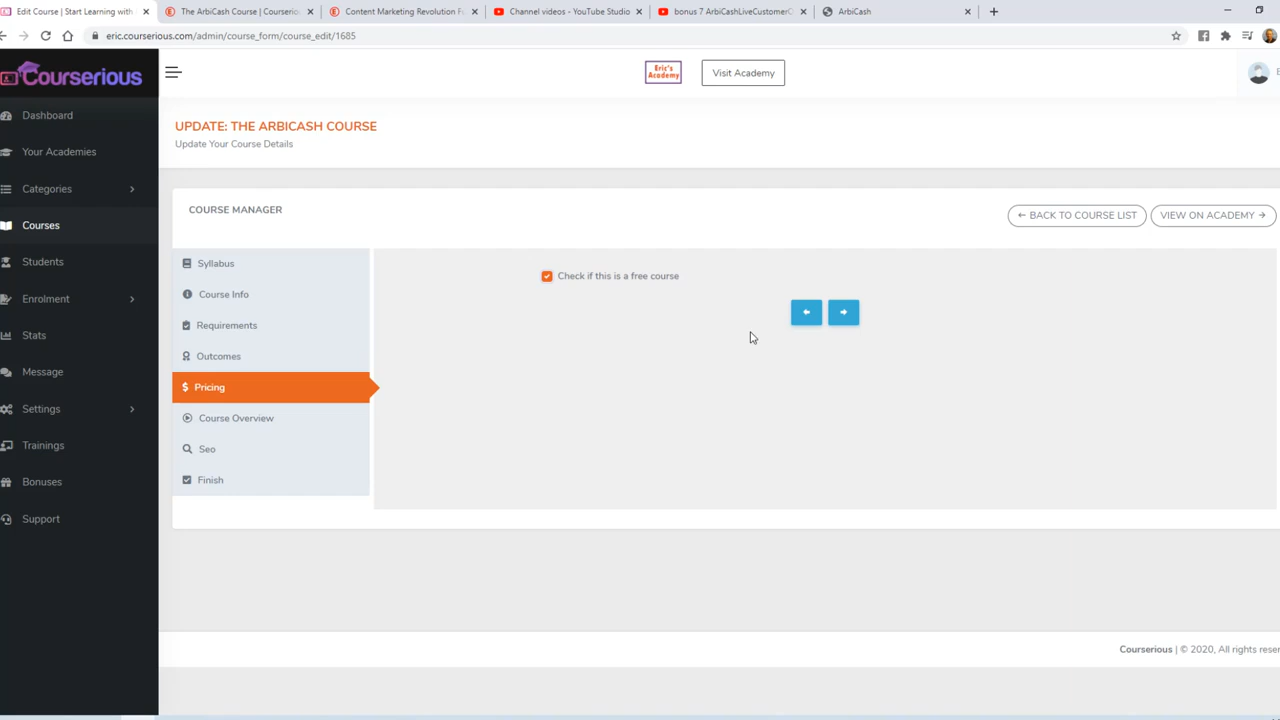 Edit Course | Start Learning with
The ArbiCash Course | Courserio
Content Marketing Revolution F
Channel videos - YouTube Studio
bonus 7 ArbiCashLiveCustomerC
ArbiCash
eric.courserious.com/admin/course_form/course_edit/1685
Courserious
Eric's
Academy
Visit Academy
Dashboard
Your Academies
Categories
Courses
Students
Enrolment
Stats
Message
Settings
Trainings
Bonuses
Support
UPDATE: THE ARBICASH COURSE
Update Your Course Details
COURSE MANAGER
← BACK TO COURSE LIST
VIEW ON ACADEMY →
Syllabus
Course Info
Requirements
Outcomes
$ Pricing
Course Overview
Seo
Finish
Check if this is a free course
Courserious | © 2020, All rights reser